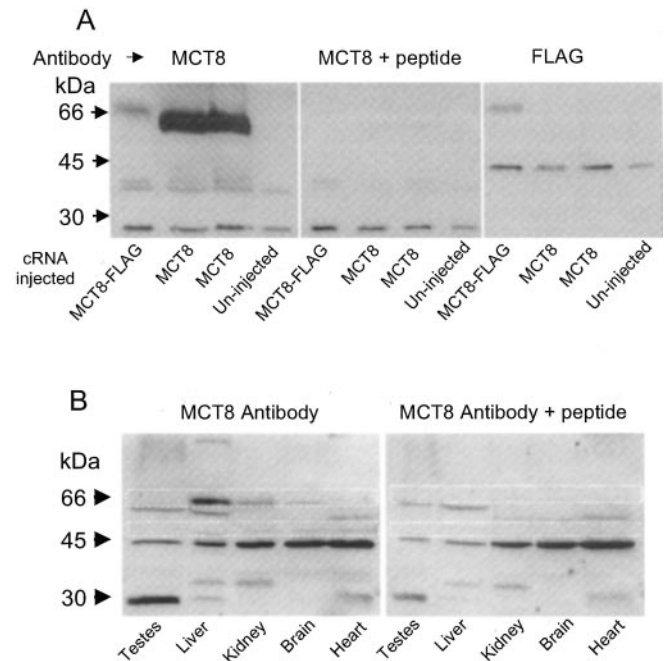 A
Antibody MCT8 MCT8 + peptide FLAG
kDa
66
45
30
cRNA
injected
MCT8-FLAG MCT8 MCT8 Un-injected MCT8-FLAG MCT8 MCT8 Un-injected MCT8-FLAG MCT8 MCT8 Un-injected
B
MCT8 Antibody MCT8 Antibody + peptide
kDa
66
45
30
Testes Liver Kidney Brain Heart Testes Liver Kidney Brain Heart